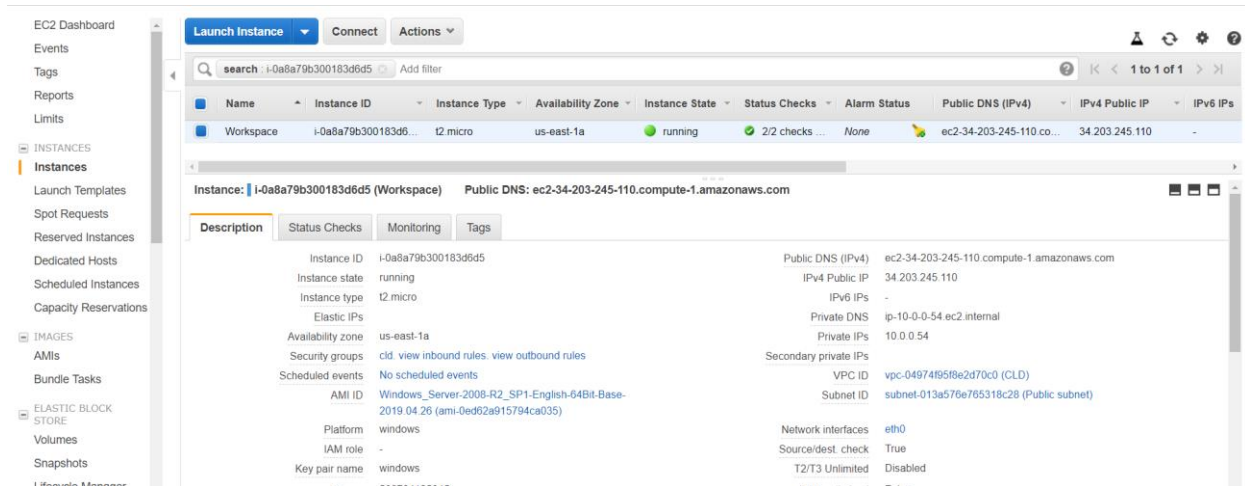 EC2 Dashboard
Events
Tags
Reports
Limits
INSTANCES
Instances
Launch Templates
Spot Requests
Reserved Instances
Dedicated Hosts
Scheduled Instances
Capacity Reservations
IMAGES
AMIs
Bundle Tasks
ELASTIC BLOCK
STORE
Volumes
Snapshots
Lifecycle Manager
Launch Instance Connect Actions
search : i-0a8a79b300183d6d5 Add filter 1 to 1 of 1
Name Instance ID Instance Type Availability Zone Instance State Status Checks Alarm Status Public DNS (IPv4) IPv4 Public IP IPv6 IPs
Workspace i-0a8a79b300183d6... t2.micro us-east-1a running 2/2 checks ... None ec2-34-203-245-110.co... 34.203.245.110 -
Instance: i-0a8a79b300183d6d5 (Workspace) Public DNS: ec2-34-203-245-110.compute-1.amazonaws.com
Description Status Checks Monitoring Tags
Instance ID i-0a8a79b300183d6d5 Public DNS (IPv4) ec2-34-203-245-110.compute-1.amazonaws.com
Instance state running IPv4 Public IP 34.203.245.110
Instance type t2.micro IPv6 IPs -
Elastic IPs Private DNS ip-10-0-0-54.ec2.internal
Availability zone us-east-1a Private IPs 10.0.0.54
Security groups cld. view inbound rules. view outbound rules Secondary private IPs
Scheduled events No scheduled events VPC ID vpc-04974f95f8e2d70c0 (CLD)
AMI ID Windows_Server-2008-R2_SP1-English-64Bit-Base- Subnet ID subnet-013a576e765318c28 (Public subnet)
2019.04.26 (ami-0ed62a915794ca035)
Platform windows Network interfaces eth0
IAM role - Source/dest. check True
Key pair name windows T2/T3 Unlimited Disabled